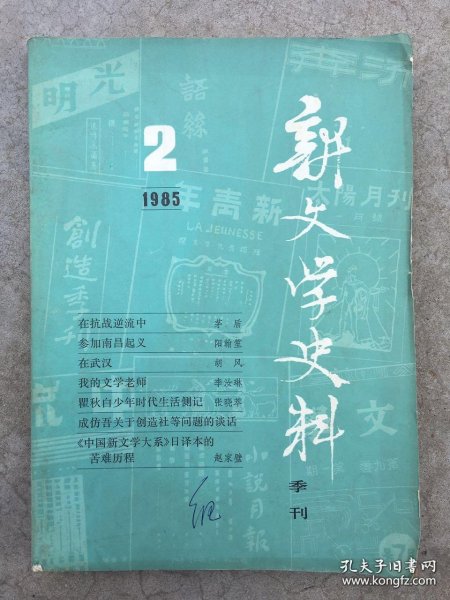 新文学史料
季刊
2
1985
在抗战逆流中 茅盾
参加南昌起义 阳翰笙
在武汉 胡风
我的文学老师 李汝琳
瞿秋白少年时代生活侧记 张晓萃
成仿吾关于创造社等问题的谈话
《中国新文学大系》日译本的
苦难历程 赵家璧
光明
語絲
新青年
LA JEUNESSE
太陽月刊
創造季刊
小説月報
文
孔夫子旧书网
www.kongfz.com